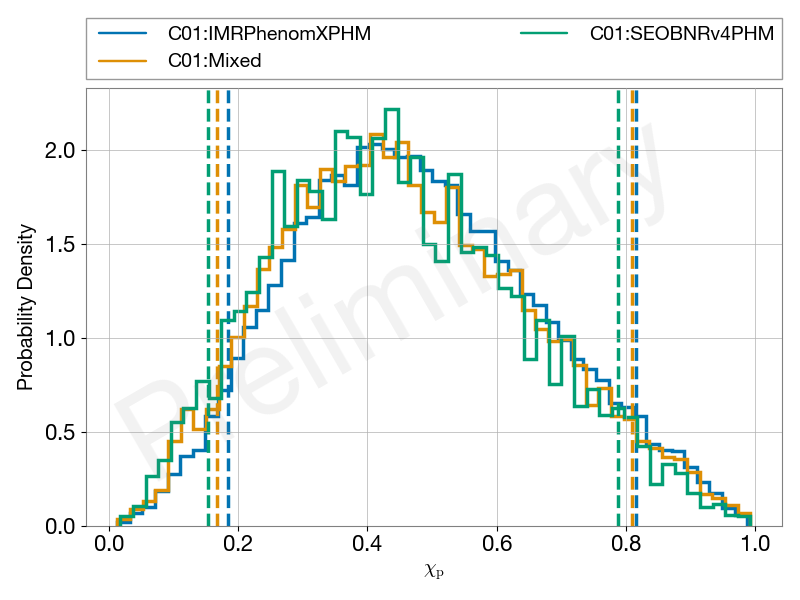 C01:IMRPhenomXPHM
C01:Mixed
C01:SEOBNRv4PHM
Preliminary
Probability Density
2.0
1.5
1.0
0.5
0.0
0.0 0.2 0.4 0.6 0.8 1.0
χp